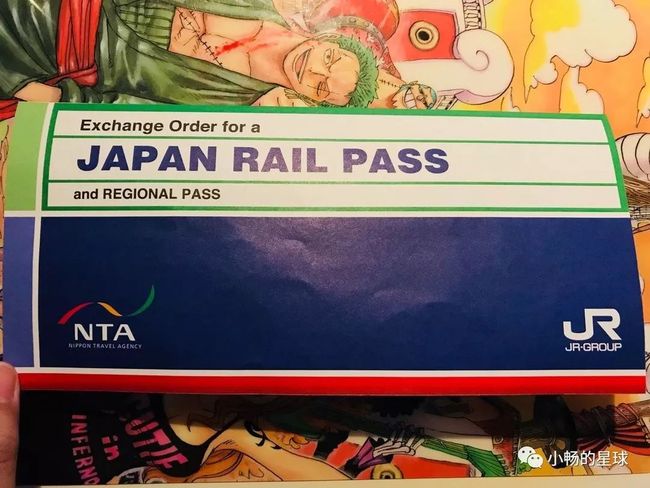 Exchange Order for a
JAPAN RAIL PASS
and REGIONAL PASS
NTA
NIPPON TRAVEL AGENCY
JR
JR-GROUP
in
INFERNO
小畅的星球